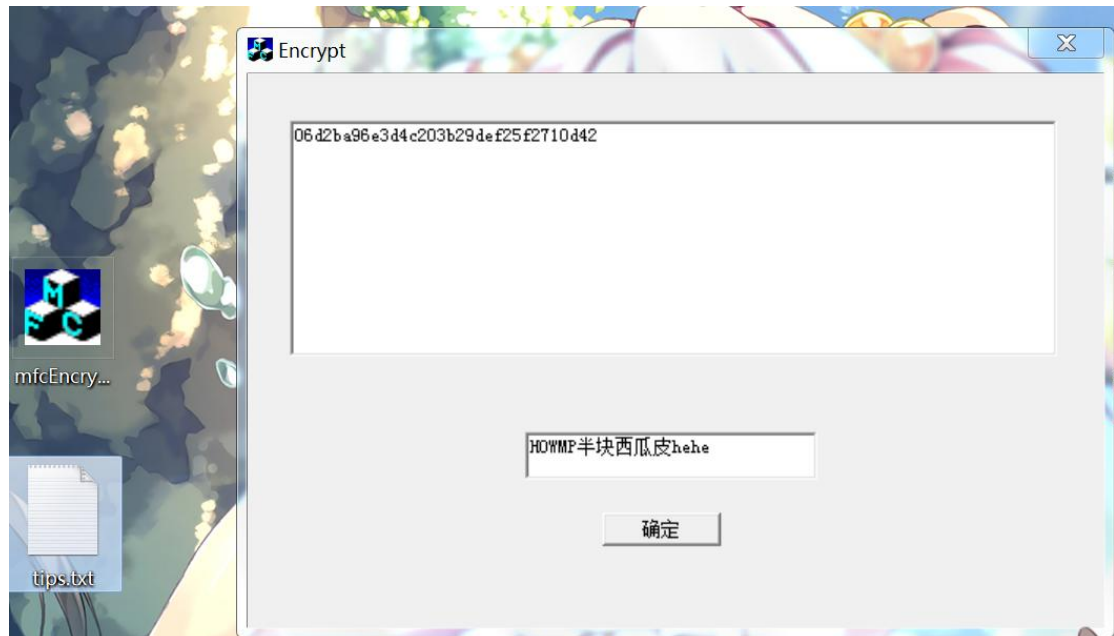 Encrypt
06d2ba96e3d4c203b29def25f2710d42
MFC
mfcEncry...
HOWMP半块西瓜皮hehe
确定
tips.txt